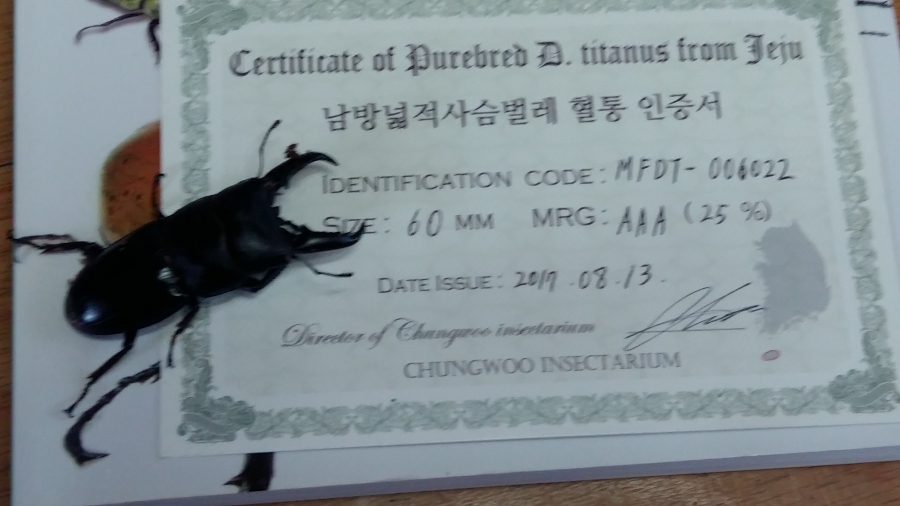 Certificate of Purebred D. titanus from Jeju
남방넓적사슴벌레 혈통 인증서
IDENTIFICATION CODE: MFDT-006022
SIZE: 60 MM MRG: AAA (25 %)
DATE ISSUE: 2017.08.13.
Director of Chungwoo insectarium
CHUNGWOO INSECTARIUM